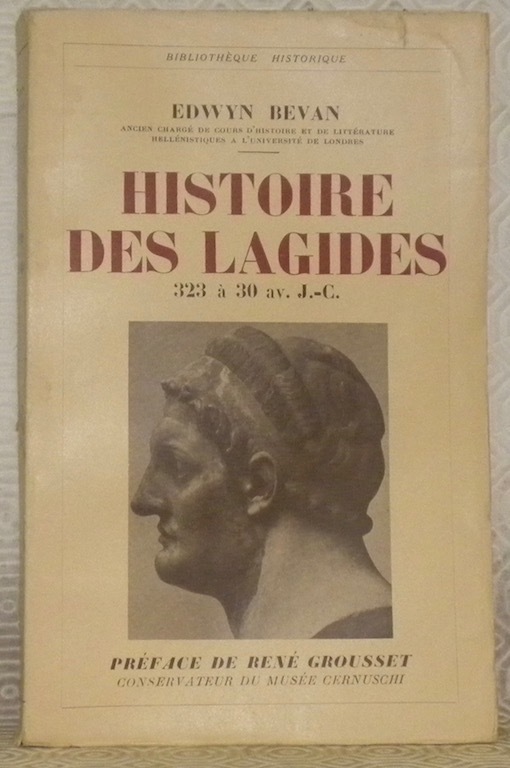 BIBLIOTHÈQUE HISTORIQUE
EDWYN BEVAN
ANCIEN CHARGÉ DE COURS D'HISTOIRE ET DE LITTÉRATURE
HELLÉNISTIQUES A L'UNIVERSITÉ DE LONDRES
HISTOIRE
DES LAGIDES
323 à 30 av. J.-C.
PRÉFACE DE RENÉ GROUSSET
CONSERVATEUR DU MUSÉE CERNUSCHI